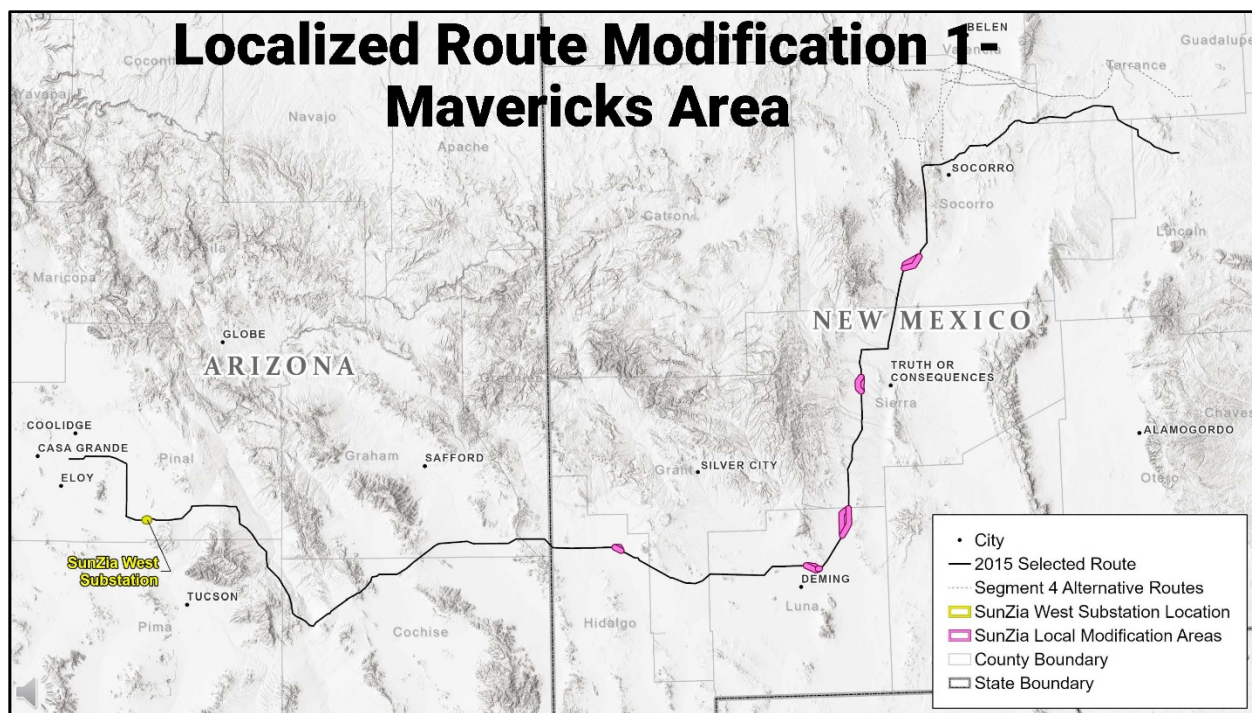 Localized Route Modification 1-
Mavericks Area
BELEN
Valencia
Guadalupe
Coconi
Torrance
Yavapai
Navajo
Apache
SOCORRO
Socorro
Catron
Lincoln
Gila
Maricopa
NEW MEXICO
GLOBE
ARIZONA
TRUTH OR
CONSEQUENCES
Greenlee
Sierra
Chaves
COOLIDGE
ALAMOGORDO
CASA GRANDE
Pinal
Graham
SAFFORD
Grant
SILVER CITY
ELOY
Otero
SunZia West
Substation
DEMING
TUCSON
Luna
Pima
Cochise
Hidalgo
City
2015 Selected Route
Segment 4 Alternative Routes
SunZia West Substation Location
SunZia Local Modification Areas
County Boundary
State Boundary